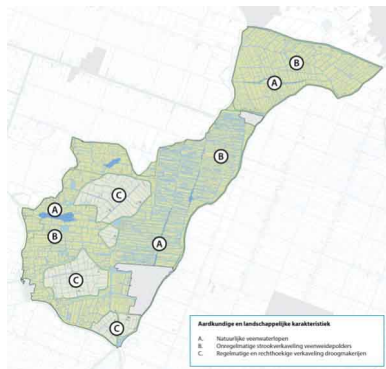 B
A
B
C
A
B
A
C
C
Aardkundige en landschappelijke karakteristiek
A. Natuurlijke veenwaterlopen
B. Onregelmatige strookverkaveling veenweidepolders
C. Regelmatige en rechthoekige verkaveling droogmakerijen